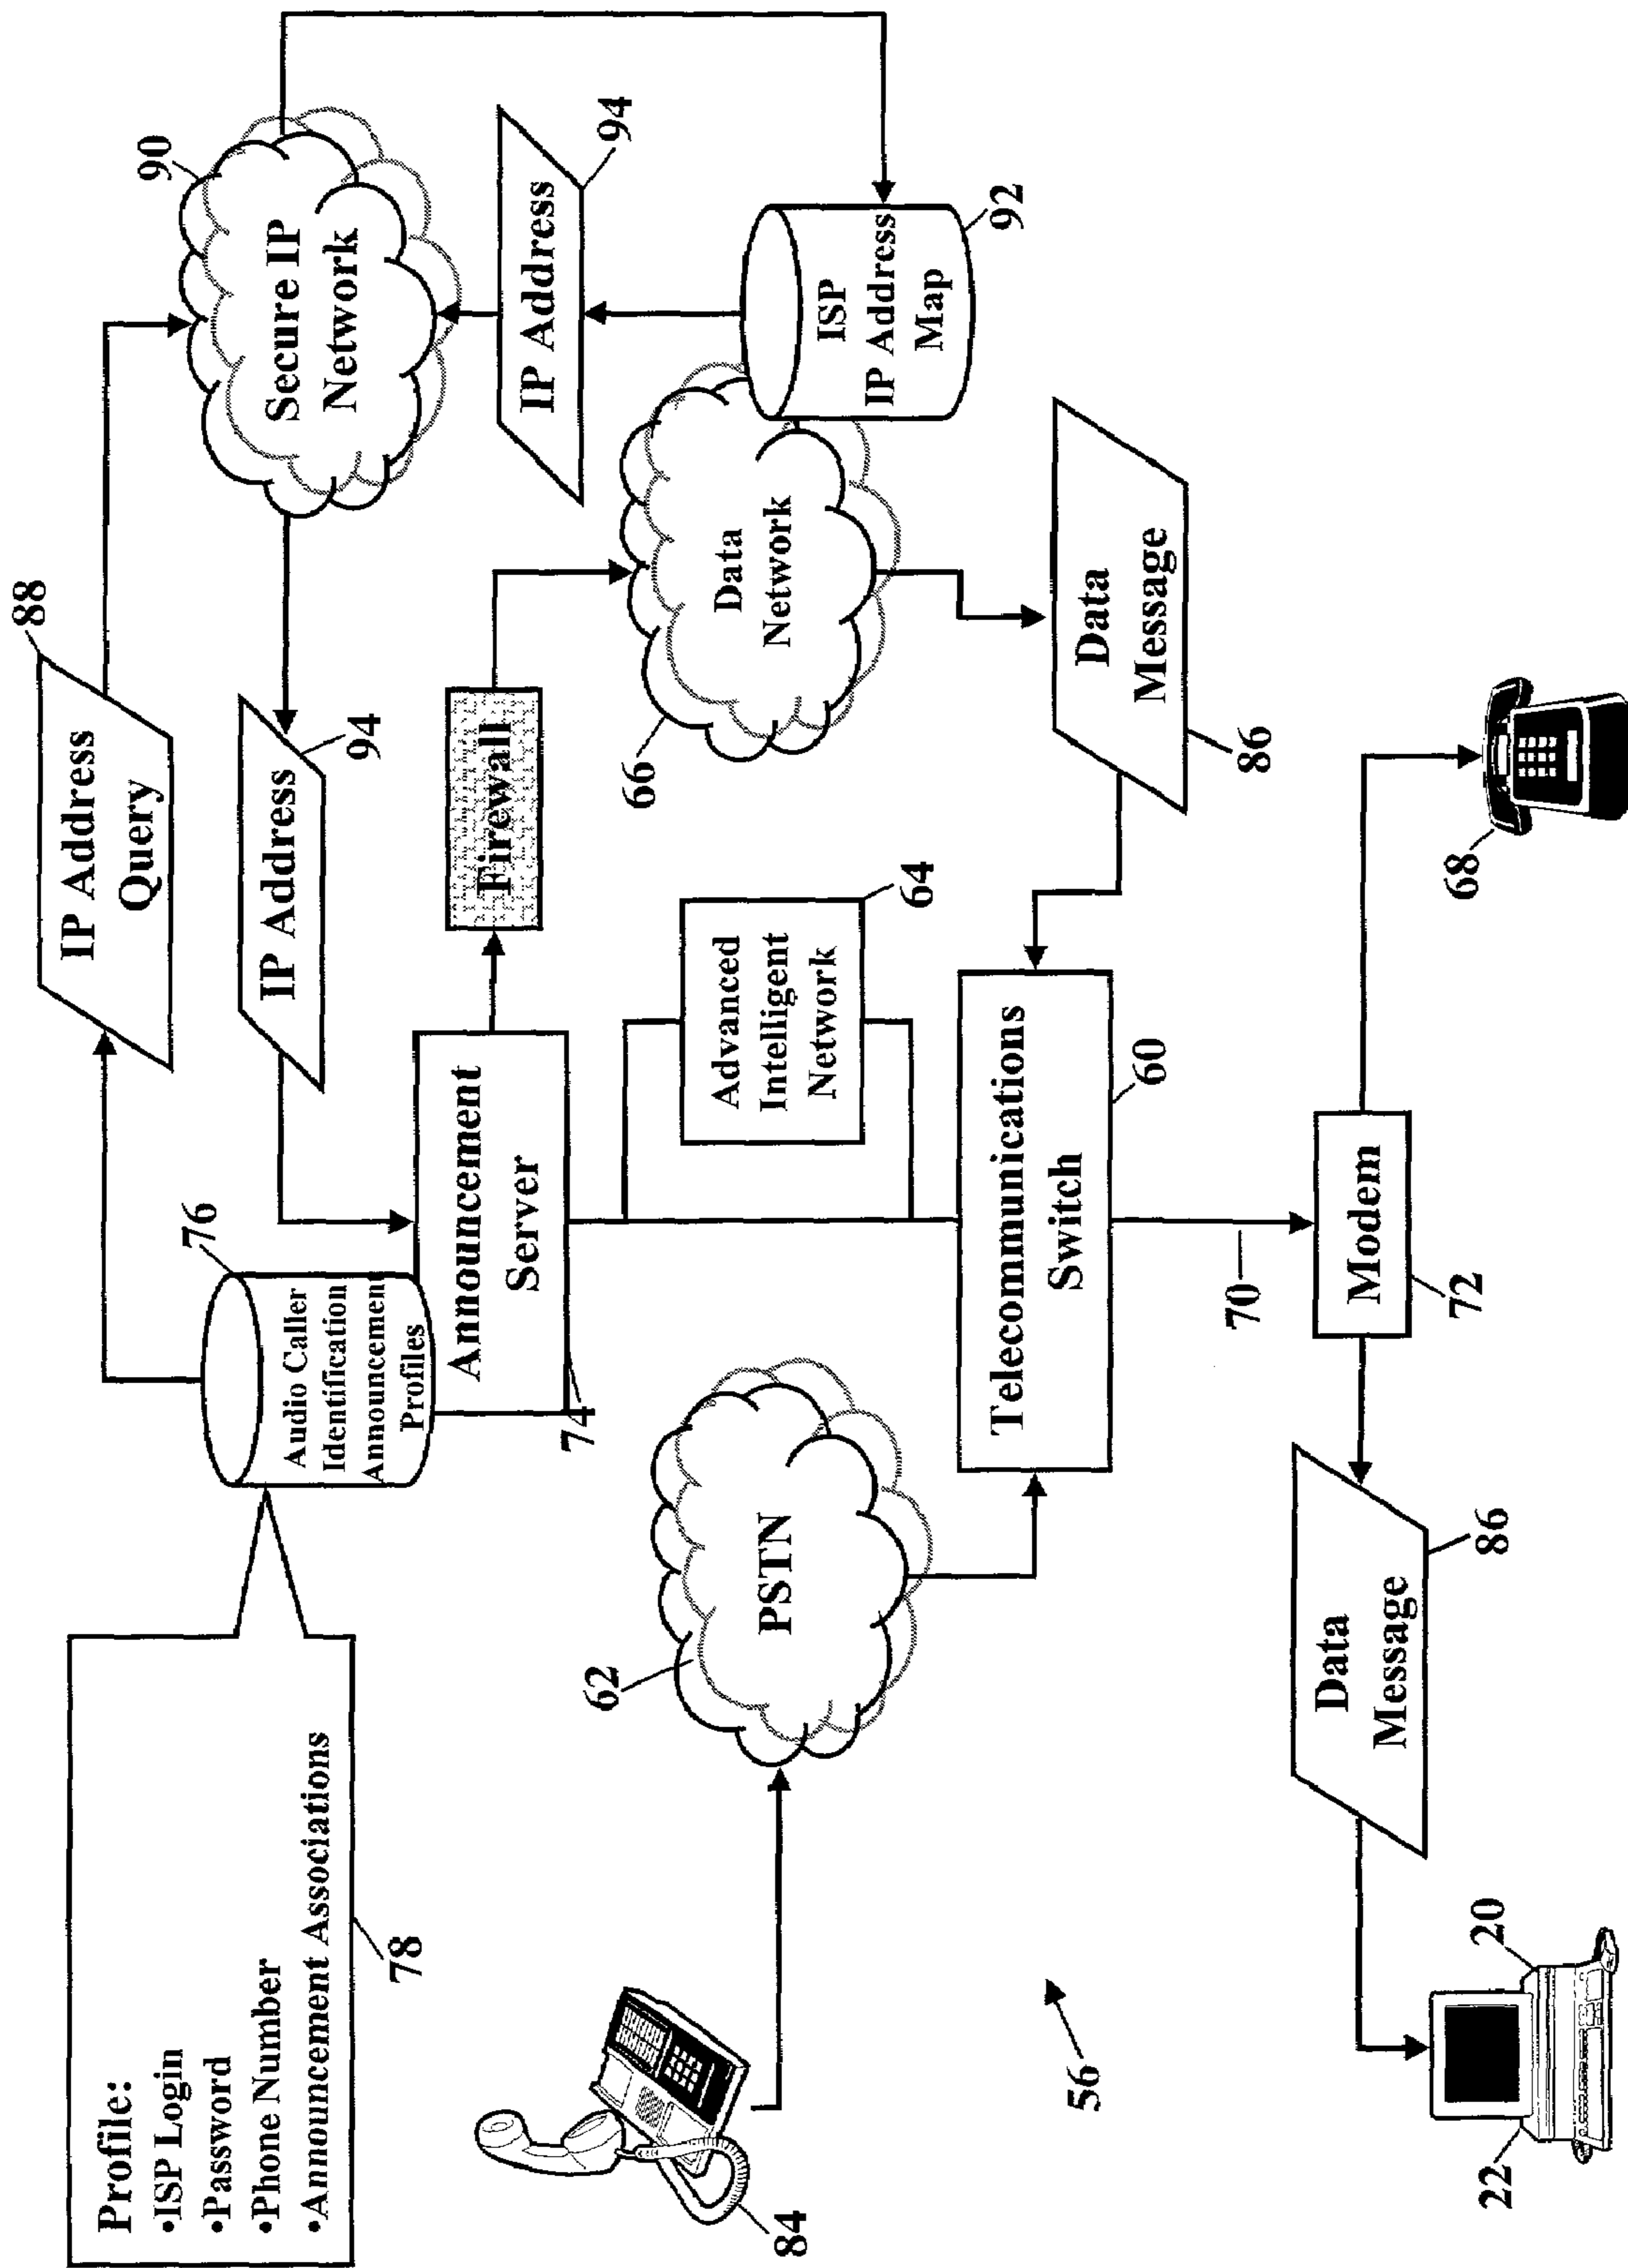 Profile:
•ISP Login
•Password
•Phone Number
•Announcement Associations
78
76
Audio Caller
Identification
Announcement
Profiles
IP Address
Query
88
IP Address
94
Secure IP
Network
90
IP Address
94
ISP
IP Address
Map
92
Announcement
Server
74
Firewall
Data
Network
66
Advanced
Intelligent
Network
64
84
PSTN
62
Telecommunications
Switch
60
Data
Message
86
70
Modem
72
68
Data
Message
86
56
22
20